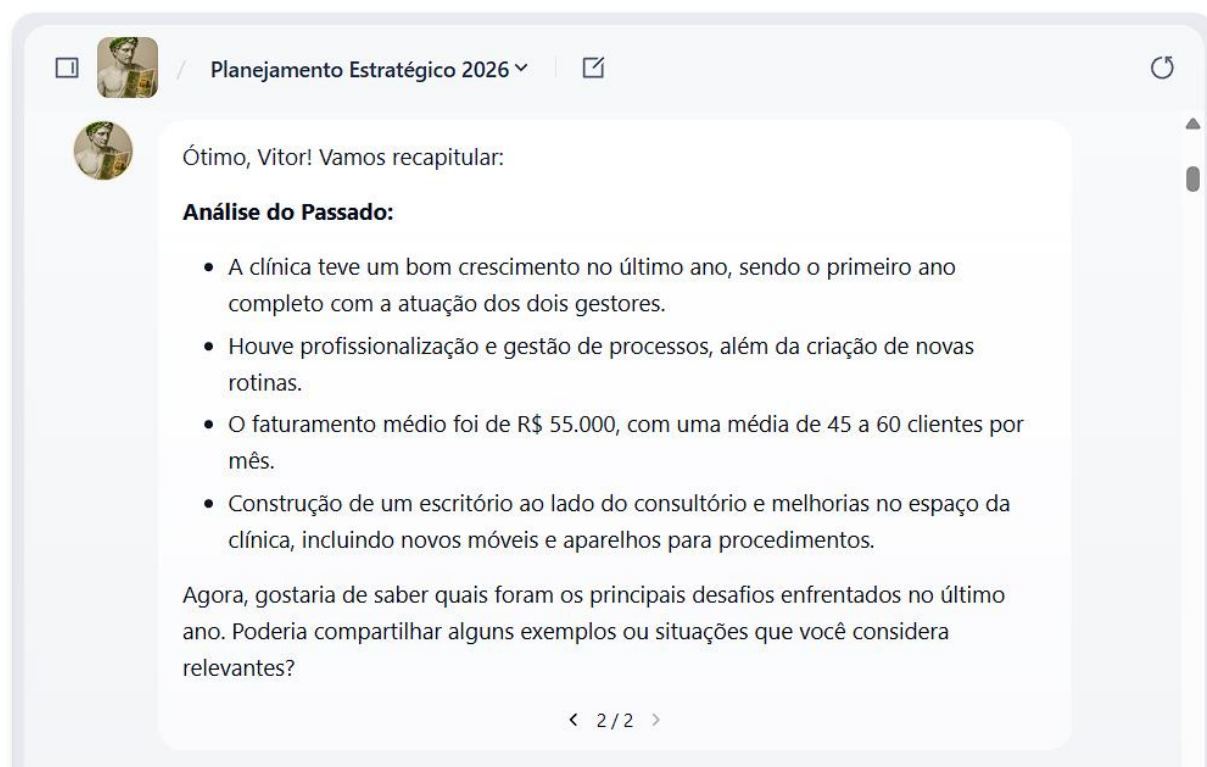 Planejamento Estratégico 2026
Ótimo, Vitor! Vamos recapitular:
Análise do Passado:
• A clínica teve um bom crescimento no último ano, sendo o primeiro ano
completo com a atuação dos dois gestores.
• Houve profissionalização e gestão de processos, além da criação de novas
rotinas.
• O faturamento médio foi de R$ 55.000, com uma média de 45 a 60 clientes por
mês.
• Construção de um escritório ao lado do consultório e melhorias no espaço da
clínica, incluindo novos móveis e aparelhos para procedimentos.
Agora, gostaria de saber quais foram os principais desafios enfrentados no último
ano. Poderia compartilhar alguns exemplos ou situações que você considera
relevantes?
2 / 2